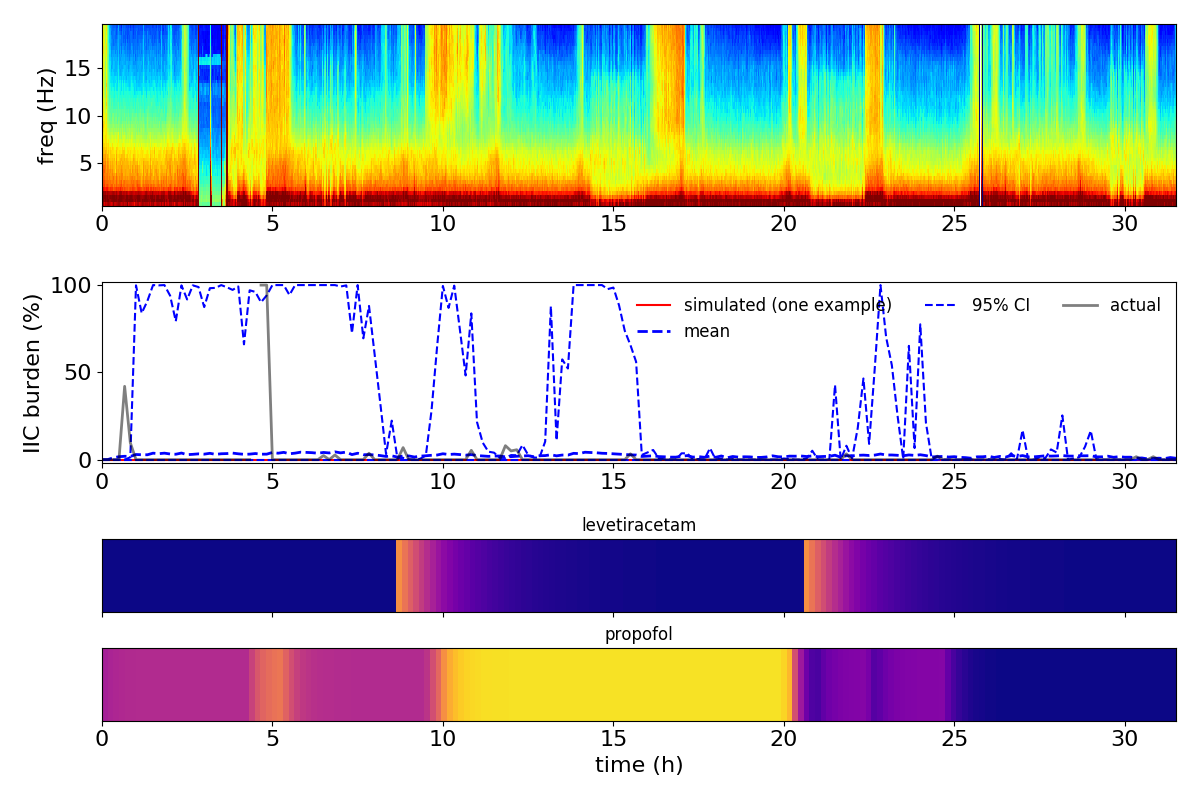 freq (Hz)
15
10
5
0 5 10 15 20 25 30
IIC burden (%)
100
50
0
simulated (one example)
mean
95% CI
actual
0 5 10 15 20 25 30
levetiracetam
propofol
0 5 10 15 20 25 30
time (h)